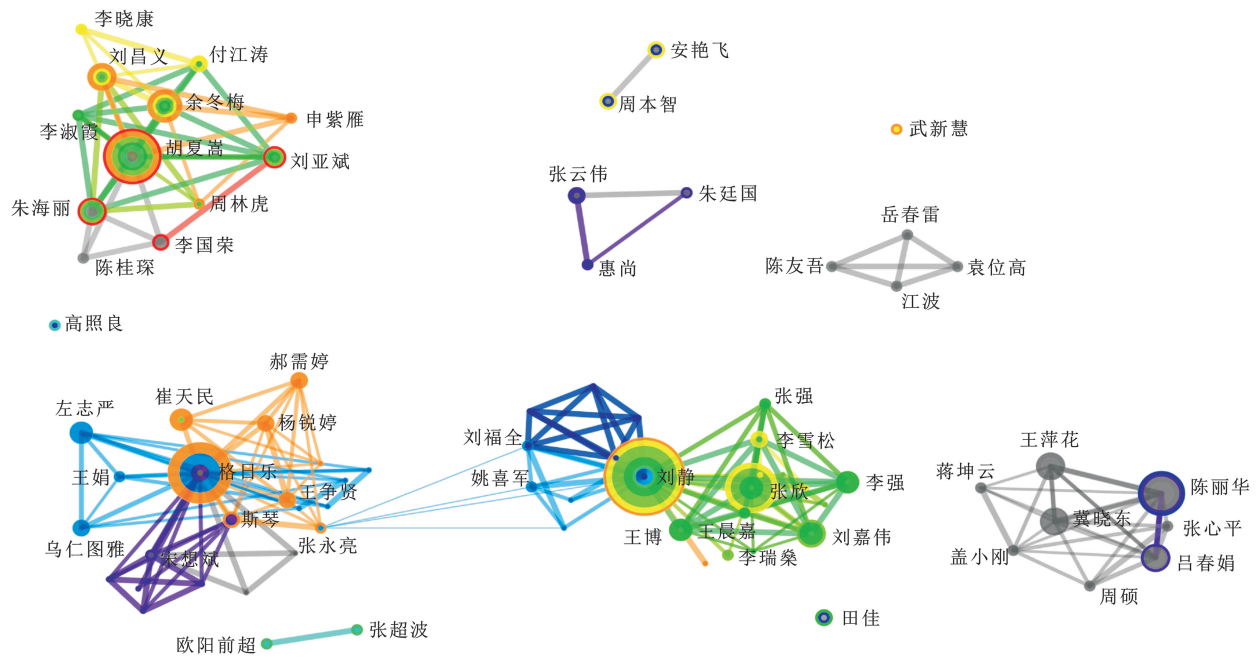 李晓康
刘昌义
付江涛
安艳飞
余冬梅
周本智
申紫雁
武新慧
李淑霞
胡夏嵩
刘亚斌
张云伟
朱廷国
朱海丽
周林虎
岳春雷
李国荣
陈桂琛
惠尚
陈友吾
袁位高
江波
高照良
郝需婷
崔天民
张强
左志严
杨锐婷
刘福全
李雪松
王萍花
格日乐
王娟
姚喜军
刘静
李强
蒋坤云
陈丽华
王争贤
张欣
斯琴
冀晓东
张心平
乌仁图雅
张永亮
王博
王晨嘉
刘嘉伟
宋想斌
李瑞燊
盖小刚
吕春娟
周硕
田佳
欧阳前超
张超波